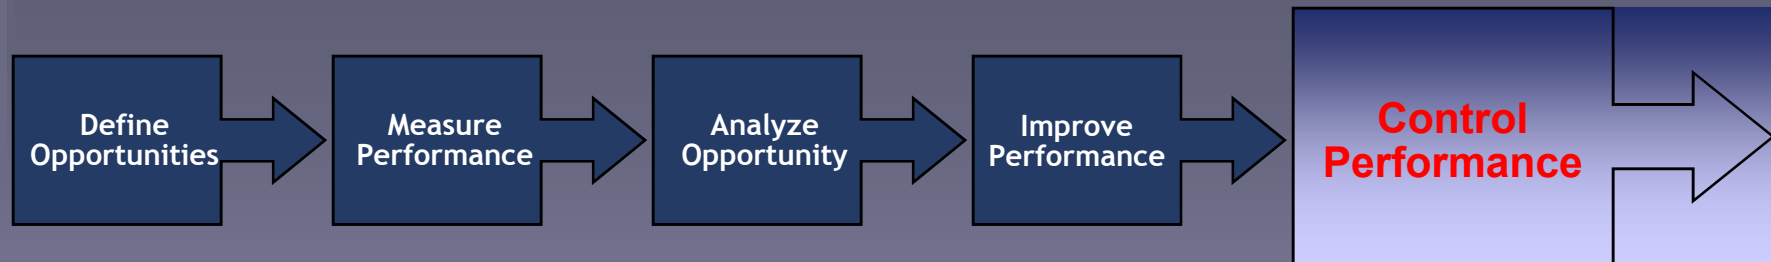 Define
Opportunities
Measure
Performance
Analyze
Opportunity
Improve
Performance
Control
Performance